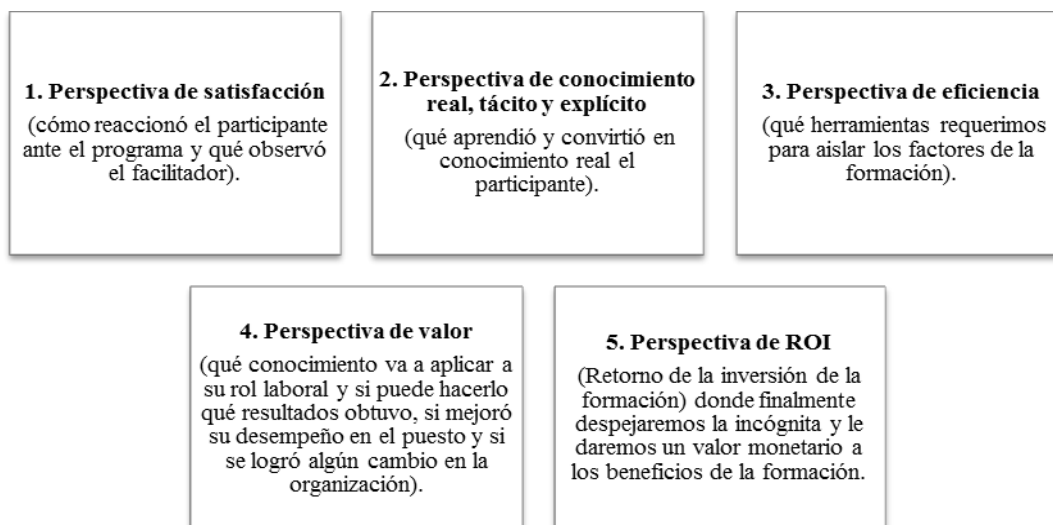 1. Perspectiva de satisfacción
(cómo reaccionó el participante
ante el programa y qué observó
el facilitador).
2. Perspectiva de conocimiento
real, tácito y explícito
(qué aprendió y convirtió en
conocimiento real el
participante).
3. Perspectiva de eficiencia
(qué herramientas requerimos
para aislar los factores de la
formación).
4. Perspectiva de valor
(qué conocimiento va a aplicar a
su rol laboral y si puede hacerlo
qué resultados obtuvo, si mejoró
su desempeño en el puesto y si
se logró algún cambio en la
organización).
5. Perspectiva de ROI
(Retorno de la inversión de la
formación) donde finalmente
despejaremos la incógnita y le
daremos un valor monetario a
los beneficios de la formación.